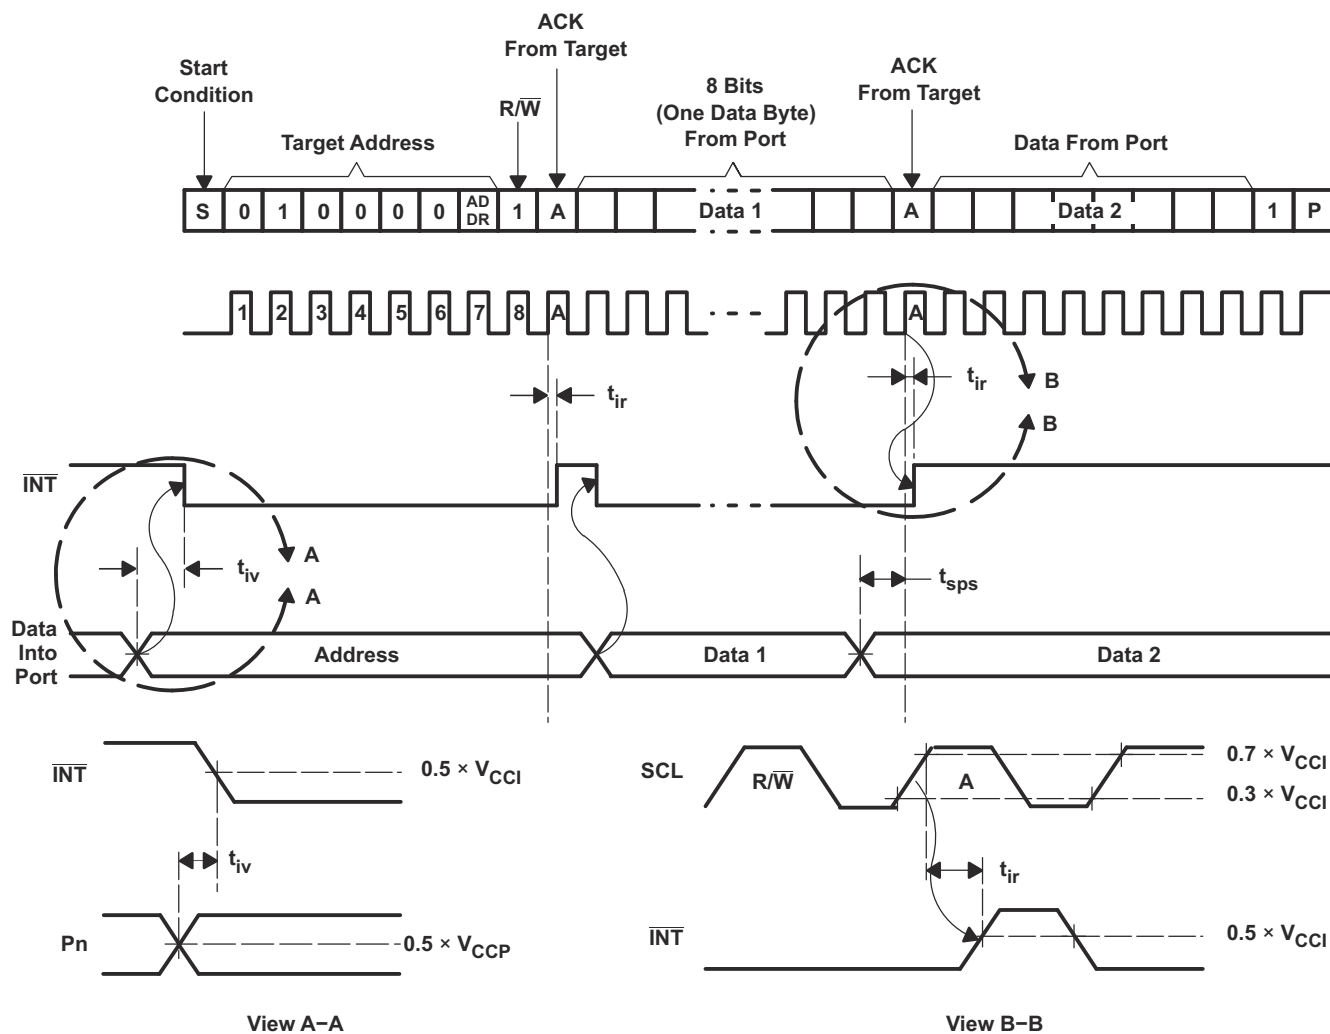 ACK
From Target
Start
Condition
R/W̅
8 Bits
(One Data Byte)
From Port
ACK
From Target
Target Address
Data From Port
S 0 1 0 0 0 0 AD DR 1 A Data 1 A Data 2 1 P
1 2 3 4 5 6 7 8 A A
t_ir
t_ir
B
B
I̅N̅T̅
t_iv
A
A
t_sps
Data
Into
Port
Address
Data 1
Data 2
I̅N̅T̅
0.5 × V_CCI
t_iv
Pn
0.5 × V_CCP
View A–A
SCL
R/W̅
A
0.7 × V_CCI
0.3 × V_CCI
t_ir
I̅N̅T̅
0.5 × V_CCI
View B–B